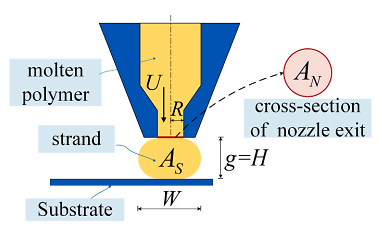 molten
polymer
U
R
A_N
cross-section
of nozzle exit
strand
A_S
g=H
W
Substrate